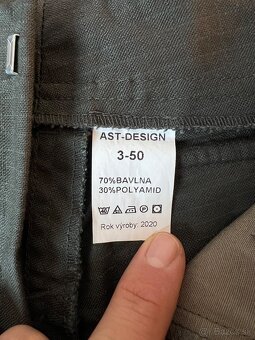 AST-DESIGN
3-50
70%BAVLNA
30%POLYAMID
Rok výroby: 2020